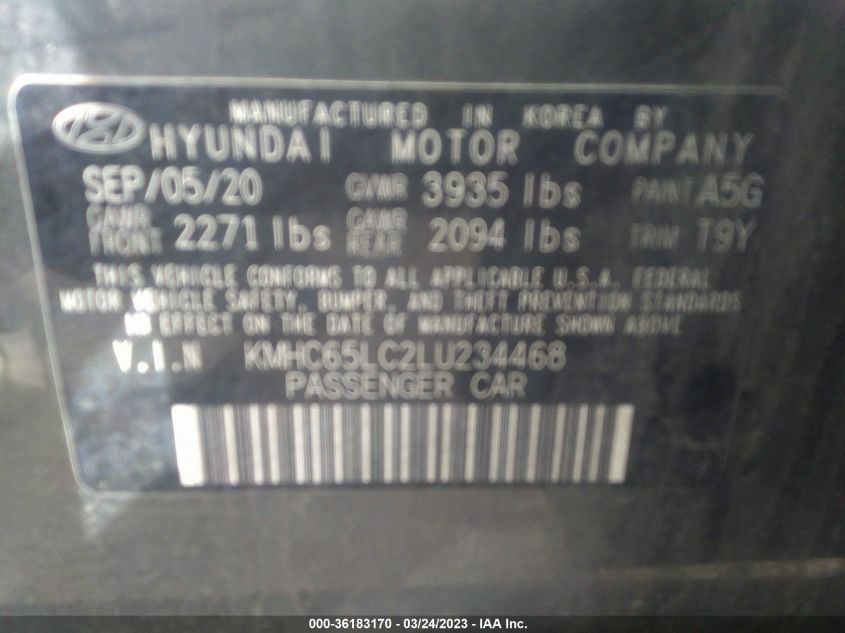 MANUFACTURED IN KOREA BY
HYUNDAI MOTOR COMPANY
SEP/05/20 GVWR 3935 lbs PAINT A5G
GAWR FRONT 2271 lbs GAWR REAR 2094 lbs TRIM T9Y
THIS VEHICLE CONFORMS TO ALL APPLICABLE U.S.A. FEDERAL
MOTOR VEHICLE SAFETY, BUMPER, AND THEFT PREVENTION STANDARDS
IN EFFECT ON THE DATE OF MANUFACTURE SHOWN ABOVE.
V.I.N KMHC65LC2LU234468
PASSENGER CAR
000-36183170 - 03/24/2023 - IAA Inc.